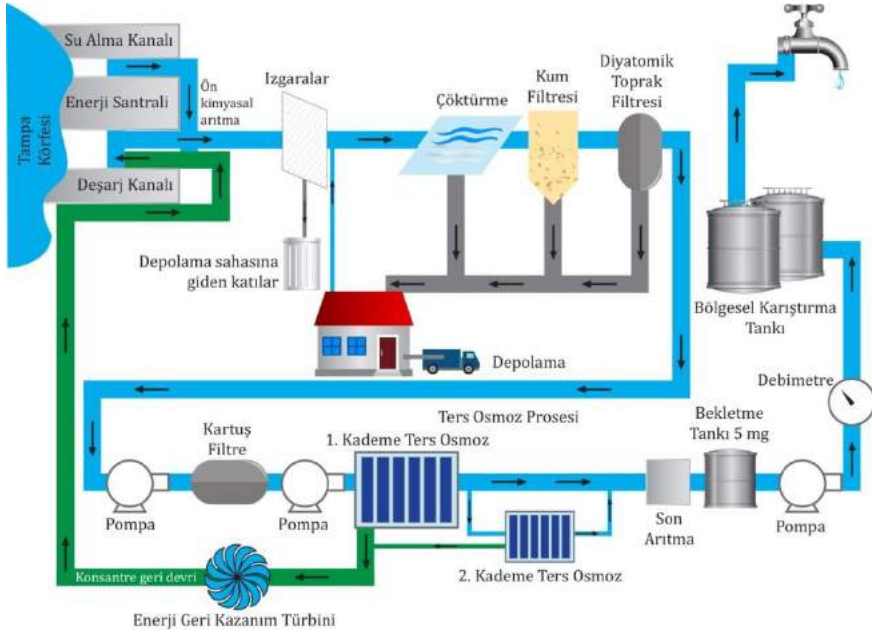 Su Alma Kanalı
Enerji Santrali
Tampa
Körfesi
Deşarj Kanalı
Ön
kimyasal
arıtma
Izgaralar
Çöktürme
Kum
Filtresi
Diyatomik
Toprak
Filtresi
Depolama sahasına
giden katılar
Depolama
Bölgesel Karıştırma
Tankı
Debimetre
Ters Osmoz Prosesi
Kartuş
Filtre
1. Kademe Ters Osmoz
Bekletme
Tankı 5 mg
Pompa
Pompa
Son
Arıtma
Pompa
2. Kademe Ters Osmoz
Konsantre geri devri
Enerji Geri Kazanım Türbini